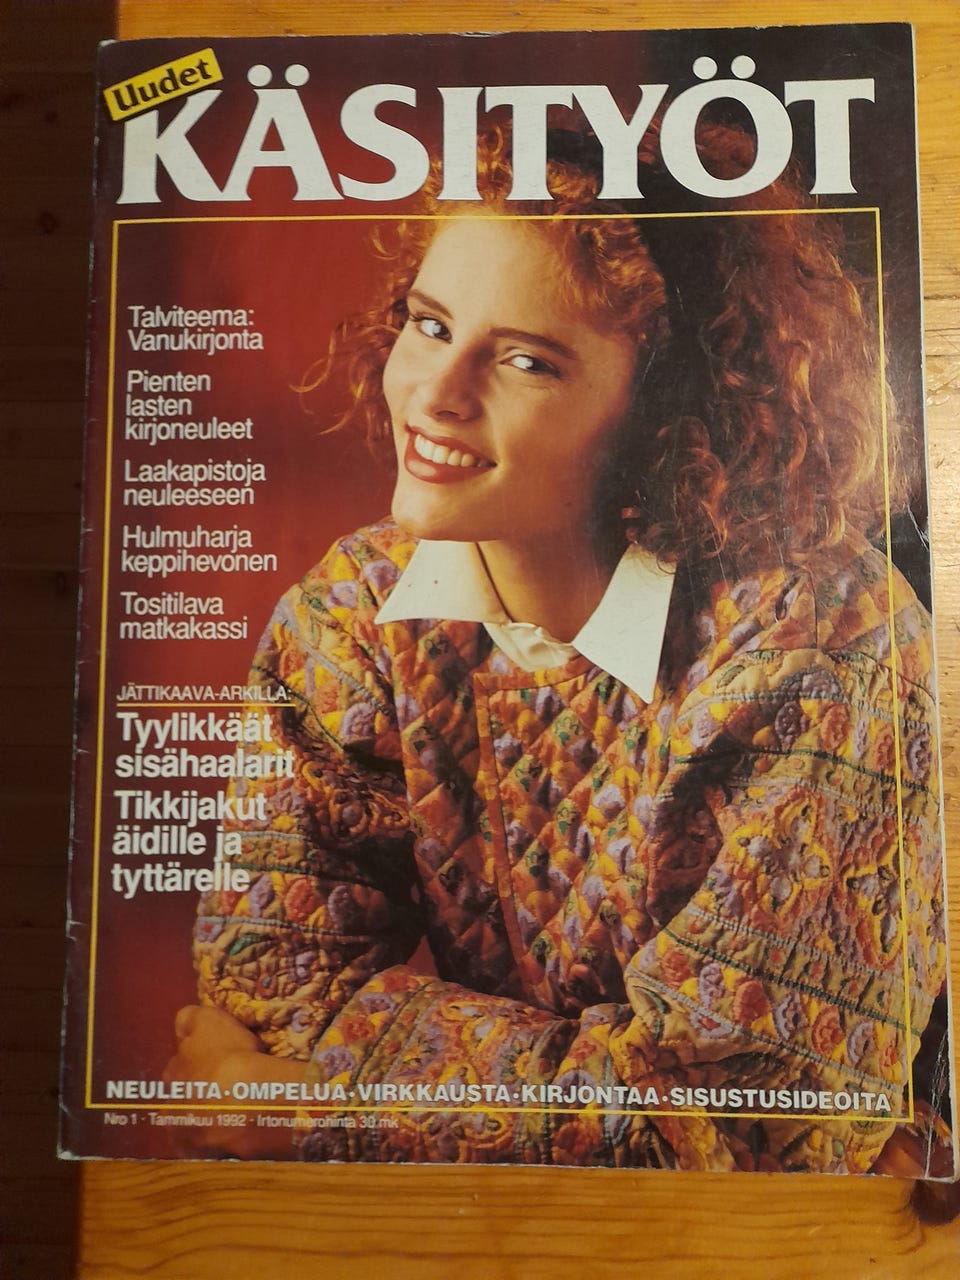 Uudet
KÄSITYÖT
Talviteema:
Vanukirjonta
Pienten
lasten
kirjoneuleet
Laakapistoja
neuleeseen
Hulmuharja
keppihevonen
Tositilava
matkakassi
JÄTTIKAAVA-ARKILLA:
Tyylikkäät
sisähaalarit
Tikkijakut
äidille ja
tyttärelle
NEULEITA·OMPELUA·VIRKKAUSTA·KIRJONTAA·SISUSTUSIDEOITA
Nro 1 · Tammikuu 1992 · Irtonumerohinta 30 mk